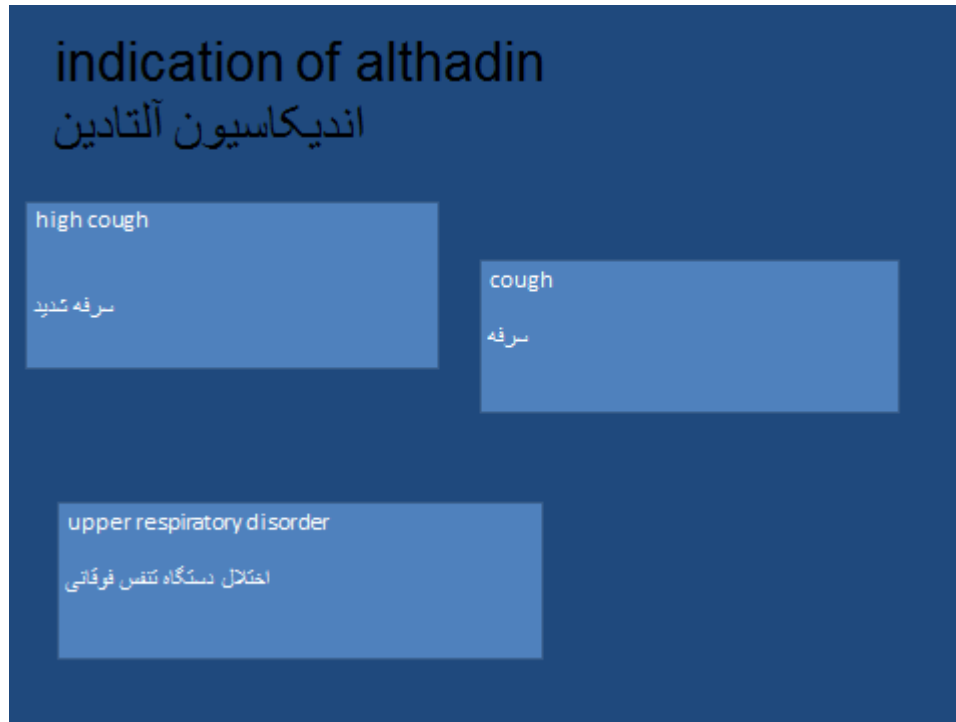 indication of althadin
اندیکاسیون آلتادین
high cough
سرفه شدید
cough
سرفه
upper respiratory disorder
اختلال دستگاه تنفس فوقانی